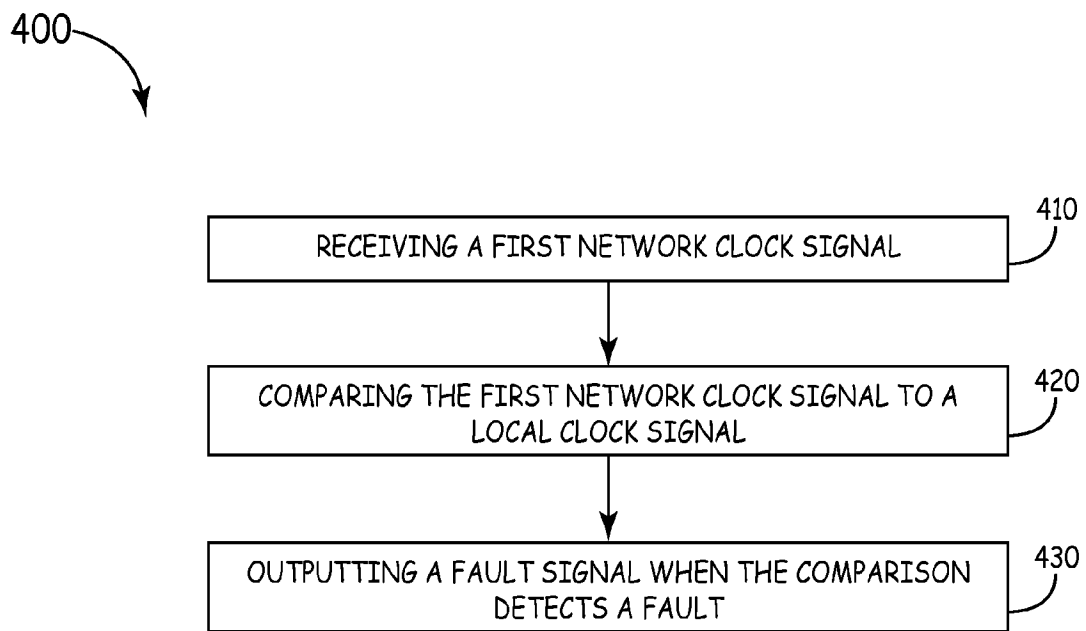 400
410
RECEIVING A FIRST NETWORK CLOCK SIGNAL
420
COMPARING THE FIRST NETWORK CLOCK SIGNAL TO A
LOCAL CLOCK SIGNAL
430
OUTPUTTING A FAULT SIGNAL WHEN THE COMPARISON
DETECTS A FAULT